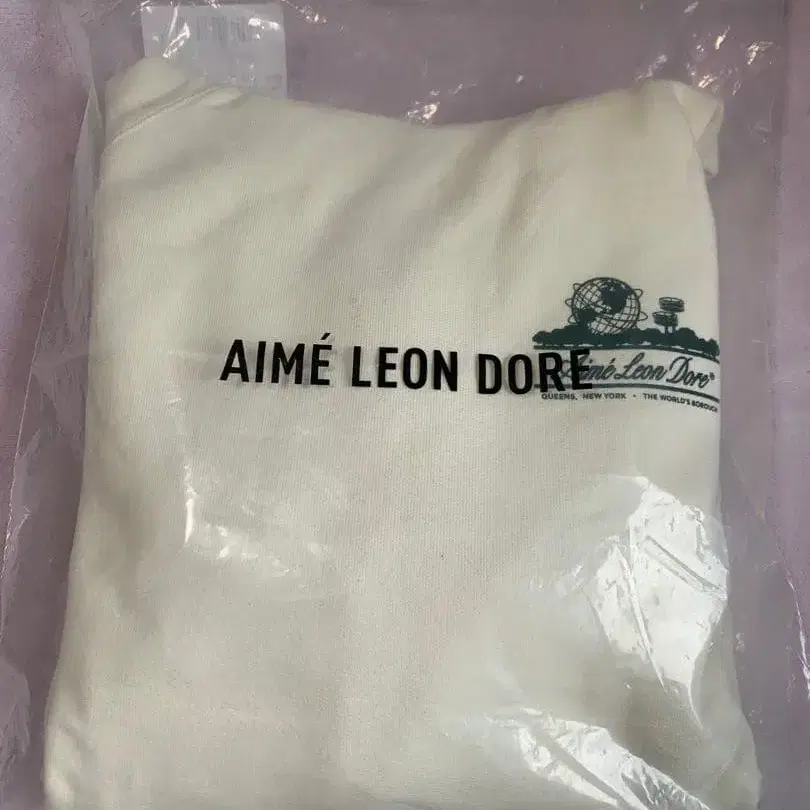 AIMÉ LEON DORE
Aimé Leon Dore®
QUEENS, NEW YORK • THE WORLD'S BOROUGH